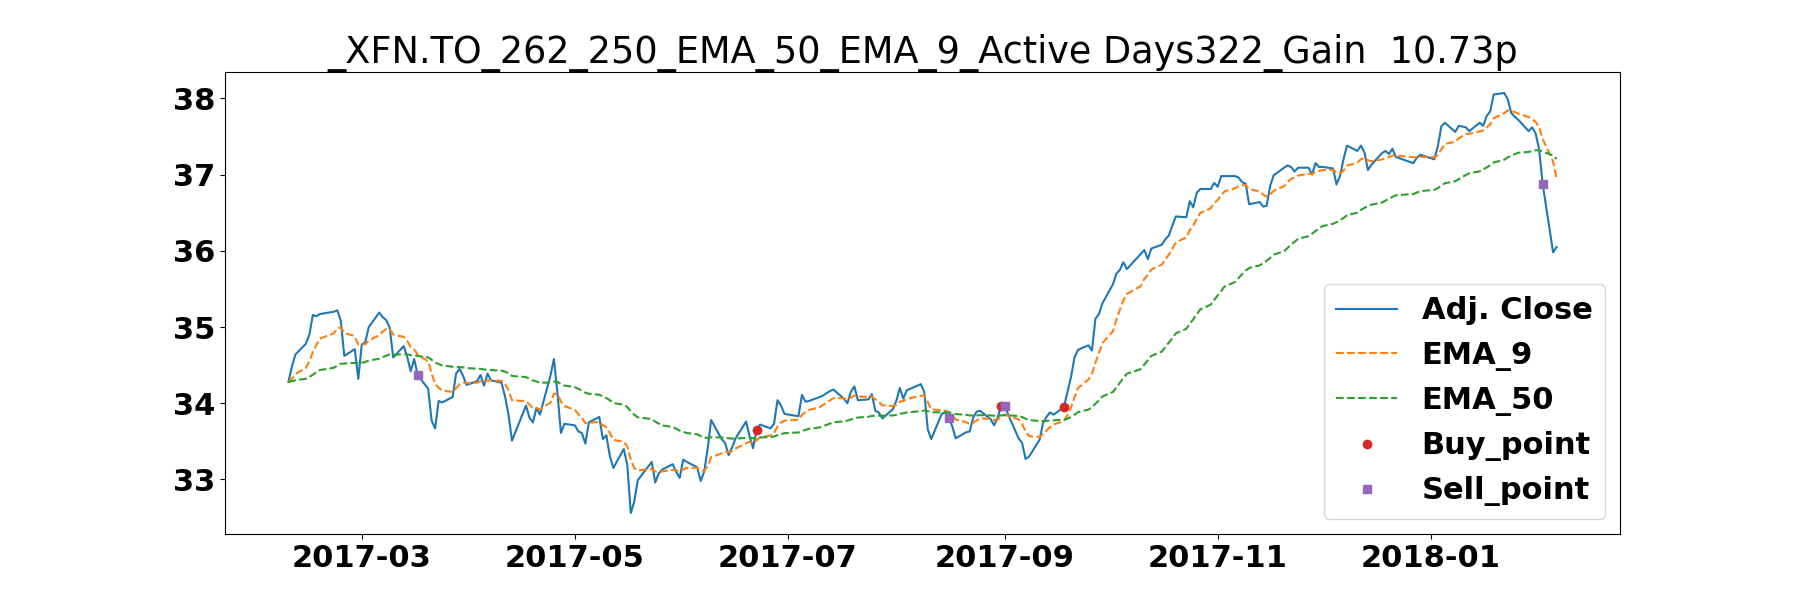 _XFN.TO_262_250_EMA_50_EMA_9_Active Days322_Gain  10.73p
38
37
36
35
34
33
Adj. Close
EMA_9
EMA_50
Buy_point
Sell_point
2017-03 2017-05 2017-07 2017-09 2017-11 2018-01